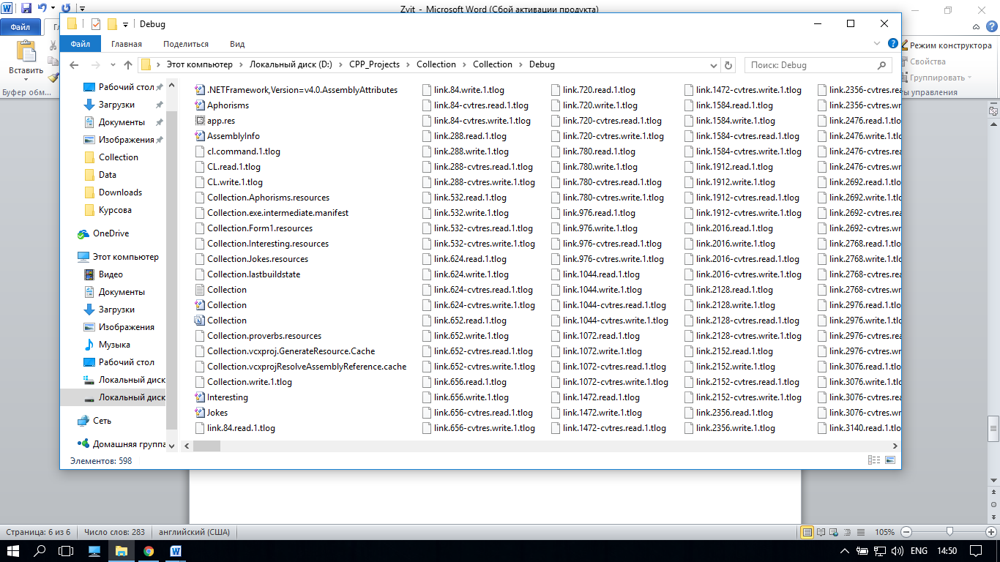 Zvit - Microsoft Word (Сбой активации продукта)
Файл
Вставить
Буфер обм...
Режим конструктора
Свойства
Группировать
Debug
Файл Главная Поделиться Вид
Этот компьютер Локальный диск (D:) CPP_Projects Collection Collection Debug
Поиск: Debug
Рабочий стол
Загрузки
Документы
Изображения
Collection
Data
Downloads
Курсова
OneDrive
Этот компьютер
Видео
Документы
Загрузки
Изображения
Музыка
Рабочий стол
Локальный диск
Локальный диск
Сеть
Домашняя группа
.NETFramework,Version=v4.0.AssemblyAttributes
Aphorisms
app.res
AssemblyInfo
cl.command.1.tlog
CL.read.1.tlog
CL.write.1.tlog
Collection.Aphorisms.resources
Collection.exe.intermediate.manifest
Collection.Form1.resources
Collection.Interesting.resources
Collection.Jokes.resources
Collection.lastbuildstate
Collection
Collection
Collection
Collection.proverbs.resources
Collection.vcxproj.GenerateResource.Cache
Collection.vcxprojResolveAssemblyReference.cache
Collection.write.1.tlog
Interesting
Jokes
link.84.read.1.tlog
link.84.write.1.tlog
link.84-cvtres.read.1.tlog
link.84-cvtres.write.1.tlog
link.288.read.1.tlog
link.288.write.1.tlog
link.288-cvtres.read.1.tlog
link.288-cvtres.write.1.tlog
link.532.read.1.tlog
link.532.write.1.tlog
link.532-cvtres.read.1.tlog
link.532-cvtres.write.1.tlog
link.624.read.1.tlog
link.624.write.1.tlog
link.624-cvtres.read.1.tlog
link.624-cvtres.write.1.tlog
link.652.read.1.tlog
link.652.write.1.tlog
link.652-cvtres.read.1.tlog
link.652-cvtres.write.1.tlog
link.656.read.1.tlog
link.656.write.1.tlog
link.656-cvtres.read.1.tlog
link.656-cvtres.write.1.tlog
link.720.read.1.tlog
link.720.write.1.tlog
link.720-cvtres.read.1.tlog
link.720-cvtres.write.1.tlog
link.780.read.1.tlog
link.780.write.1.tlog
link.780-cvtres.read.1.tlog
link.780-cvtres.write.1.tlog
link.976.read.1.tlog
link.976.write.1.tlog
link.976-cvtres.read.1.tlog
link.976-cvtres.write.1.tlog
link.1044.read.1.tlog
link.1044.write.1.tlog
link.1044-cvtres.read.1.tlog
link.1044-cvtres.write.1.tlog
link.1072.read.1.tlog
link.1072.write.1.tlog
link.1072-cvtres.read.1.tlog
link.1072-cvtres.write.1.tlog
link.1472.read.1.tlog
link.1472.write.1.tlog
link.1472-cvtres.read.1.tlog
link.1472-cvtres.write.1.tlog
link.1584.read.1.tlog
link.1584.write.1.tlog
link.1584-cvtres.read.1.tlog
link.1584-cvtres.write.1.tlog
link.1912.read.1.tlog
link.1912.write.1.tlog
link.1912-cvtres.read.1.tlog
link.1912-cvtres.write.1.tlog
link.2016.read.1.tlog
link.2016.write.1.tlog
link.2016-cvtres.read.1.tlog
link.2016-cvtres.write.1.tlog
link.2128.read.1.tlog
link.2128.write.1.tlog
link.2128-cvtres.read.1.tlog
link.2128-cvtres.write.1.tlog
link.2152.read.1.tlog
link.2152.write.1.tlog
link.2152-cvtres.read.1.tlog
link.2152-cvtres.write.1.tlog
link.2356.read.1.tlog
link.2356.write.1.tlog
link.2356-cvtres.rea
link.2356-cvtres.wr
link.2476.read.1.tlo
link.2476.write.1.tlo
link.2476-cvtres.rea
link.2476-cvtres.wr
link.2692.read.1.tlo
link.2692.write.1.tlo
link.2692-cvtres.rea
link.2692-cvtres.wr
link.2768.read.1.tlo
link.2768.write.1.tlo
link.2768-cvtres.rea
link.2768-cvtres.wr
link.2976.read.1.tlo
link.2976.write.1.tlo
link.2976-cvtres.rea
link.2976-cvtres.wr
link.3076.read.1.tlo
link.3076.write.1.tlo
link.3076-cvtres.rea
link.3076-cvtres.wr
link.3140.read.1.tlo
Элементов: 598
Страница: 6 из 6 Число слов: 283 английский (США)
105%
ENG 14:50